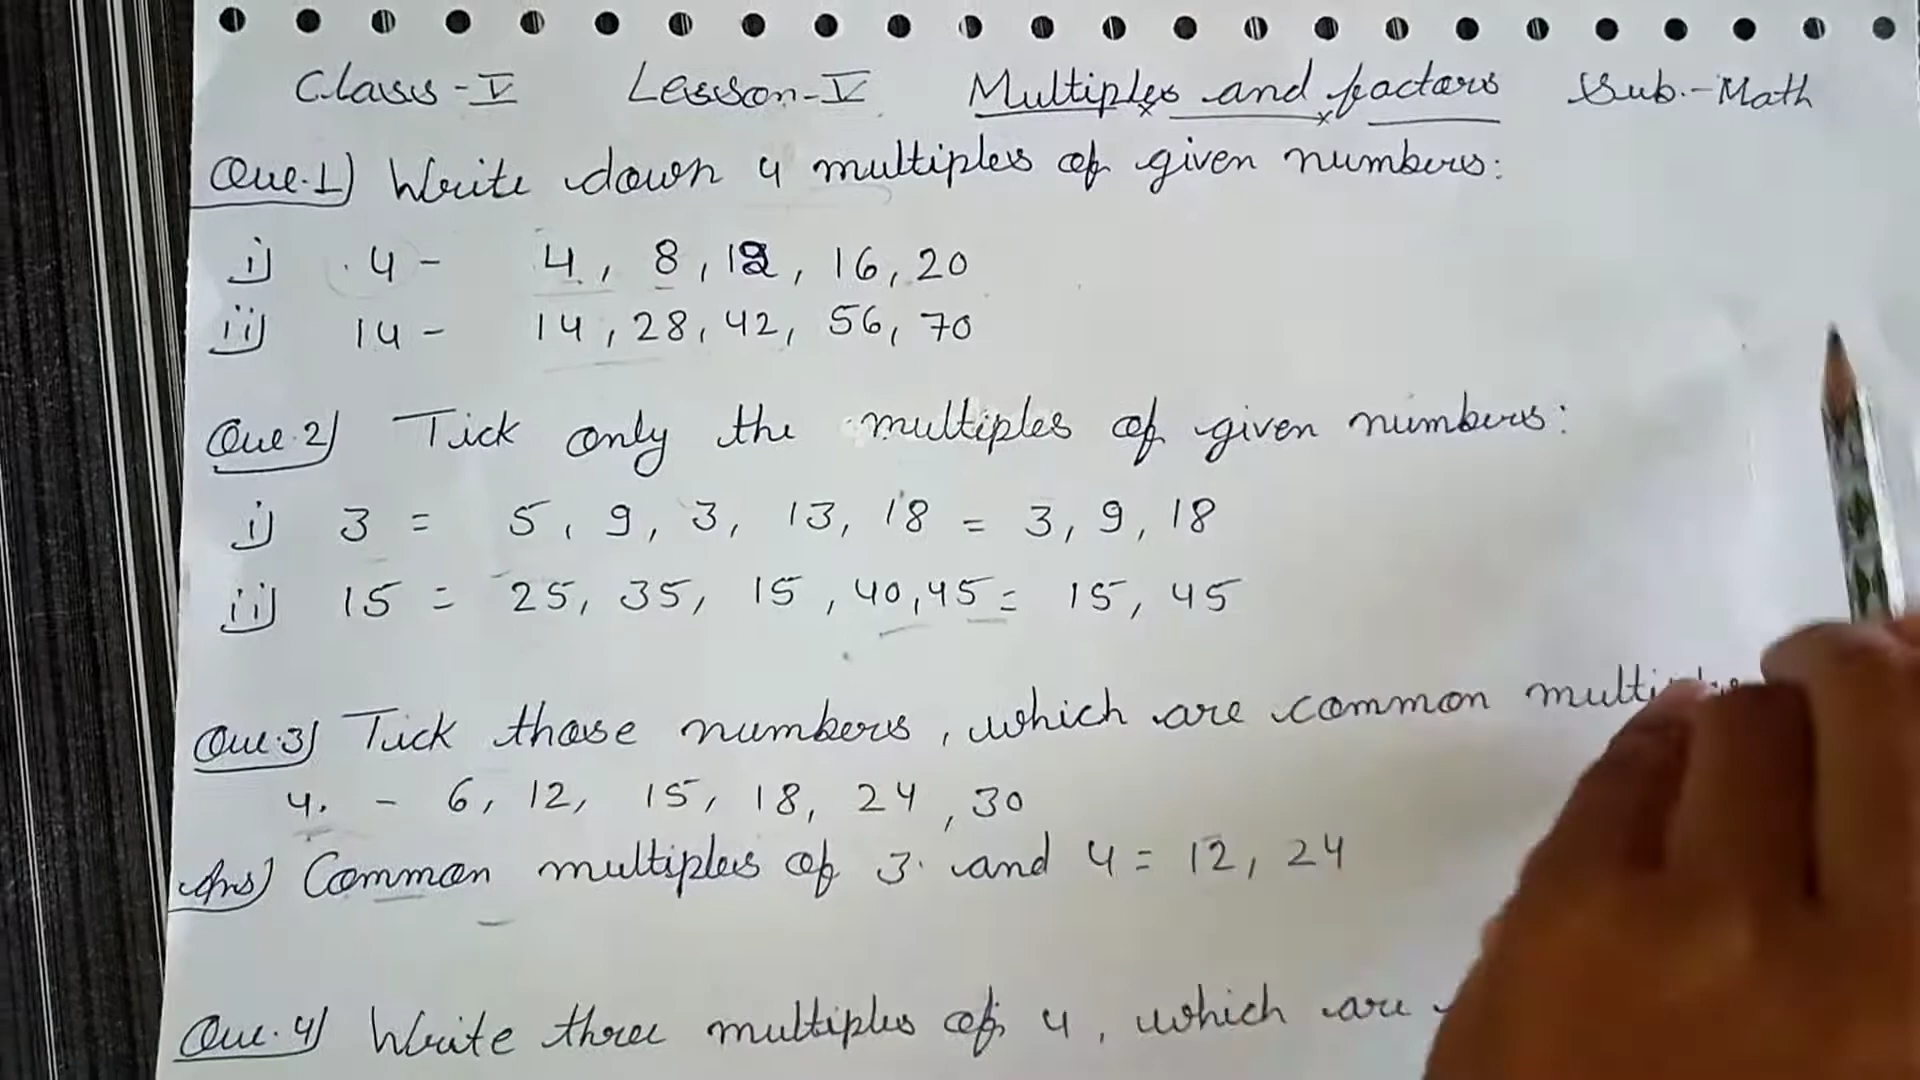 Class-V Lesson-V Multiples and factors Sub.-Math
Que.1) Write down 4 multiples of given numbers:
i) 4 - 4, 8, 12, 16, 20
ii) 14 - 14, 28, 42, 56, 70
Que.2) Tick only the multiples of given numbers:
i) 3 = 5, 9, 3, 13, 18 = 3, 9, 18
ii) 15 = 25, 35, 15, 40, 45 = 15, 45
Que.3) Tick those numbers, which are common
4. - 6, 12, 15, 18, 24, 30
Ans) Common multiples of 3 and 4 = 12, 24
Que.4) Write three multiples of 4, which are